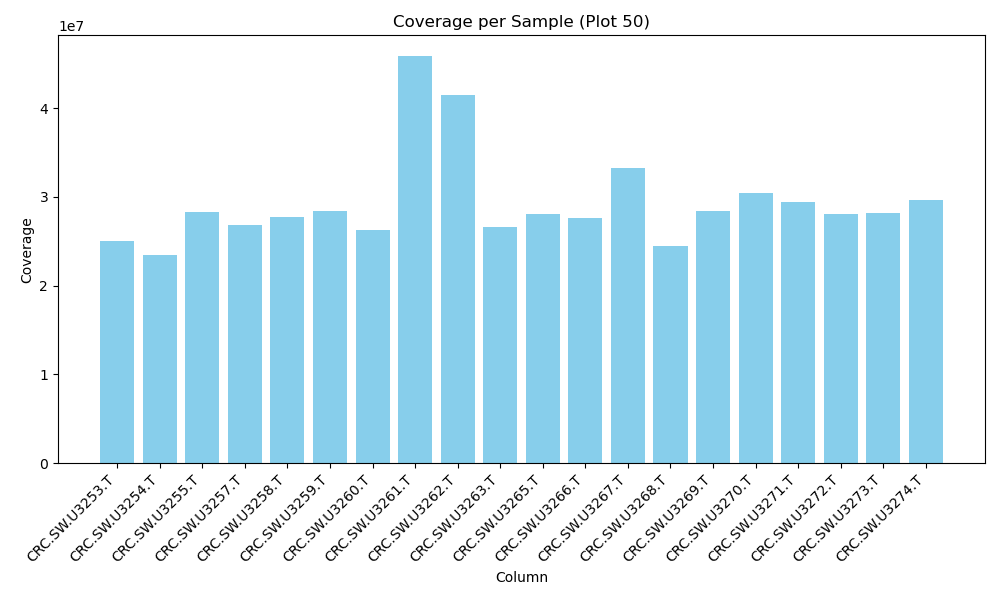 Coverage per Sample (Plot 50)
1e7
4
3
2
1
0
Coverage
CRC.SW.U3253.T
CRC.SW.U3254.T
CRC.SW.U3255.T
CRC.SW.U3257.T
CRC.SW.U3258.T
CRC.SW.U3259.T
CRC.SW.U3260.T
CRC.SW.U3261.T
CRC.SW.U3262.T
CRC.SW.U3263.T
CRC.SW.U3265.T
CRC.SW.U3266.T
CRC.SW.U3267.T
CRC.SW.U3268.T
CRC.SW.U3269.T
CRC.SW.U3270.T
CRC.SW.U3271.T
CRC.SW.U3272.T
CRC.SW.U3273.T
CRC.SW.U3274.T
Column